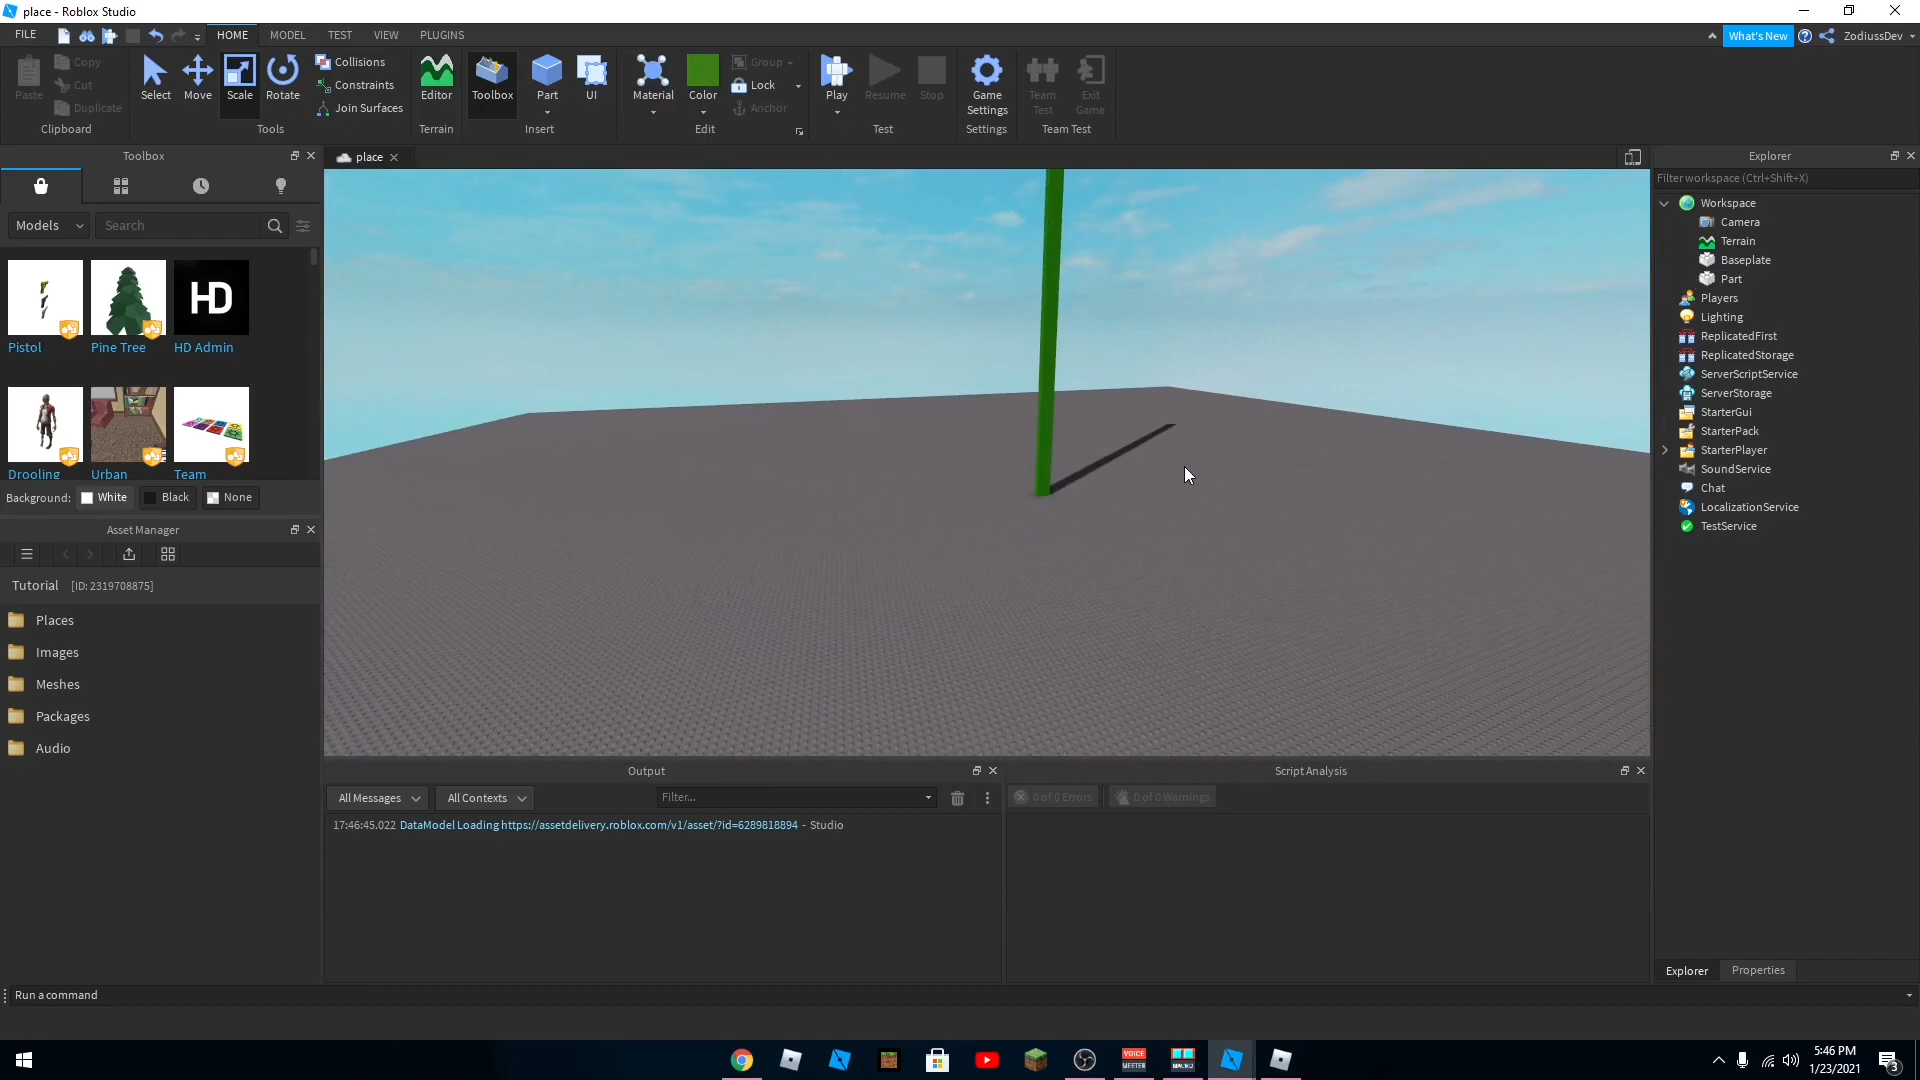 place - Roblox Studio
FILE HOME MODEL TEST VIEW PLUGINS What's New ZodiussDev
Paste Copy Cut Duplicate Clipboard
Select Move Scale Rotate Collisions Constraints Join Surfaces Tools
Editor Terrain
Toolbox Part UI Insert
Material Color Group Lock Anchor Edit
Play Resume Stop Test
Game Settings Settings
Team Test Exit Game Team Test
Toolbox
Models Search
Pistol Pine Tree HD Admin
HD
Drooling Urban Team
Background: White Black None
Asset Manager
Tutorial [ID: 2319708875]
Places
Images
Meshes
Packages
Audio
place
Output
All Messages All Contexts Filter...
17:46:45.022 DataModel Loading https://assetdelivery.roblox.com/v1/asset/?id=6289818894 - Studio
Script Analysis
0 of 0 Errors 0 of 0 Warnings
Explorer
Filter workspace (Ctrl+Shift+X)
Workspace
Camera
Terrain
Baseplate
Part
Players
Lighting
ReplicatedFirst
ReplicatedStorage
ServerScriptService
ServerStorage
StarterGui
StarterPack
StarterPlayer
SoundService
Chat
LocalizationService
TestService
Explorer Properties
Run a command
VOICE MEETER
MACRO
5:46 PM
1/23/2021
3